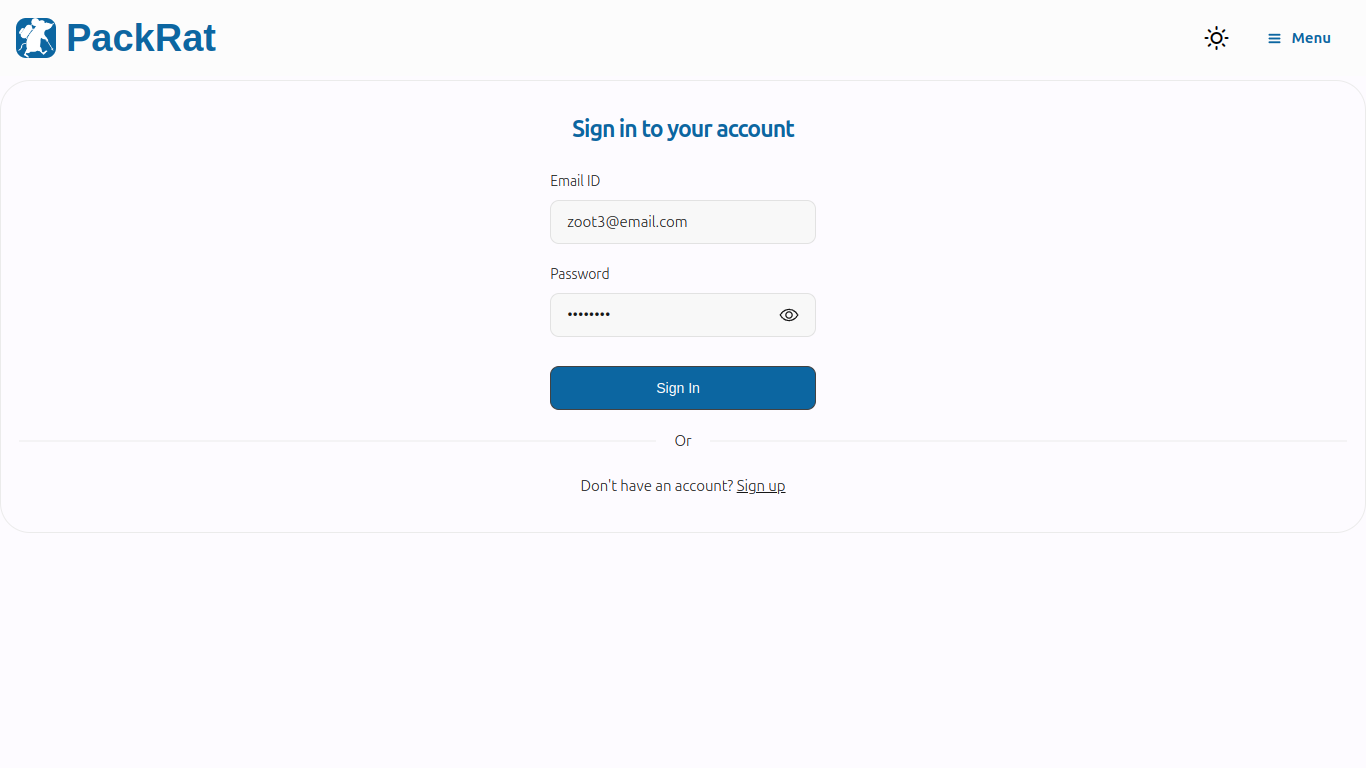 PackRat
Menu
Sign in to your account
Email ID
zoot3@email.com
Password
••••••••
Sign In
Or
Don't have an account? Sign up